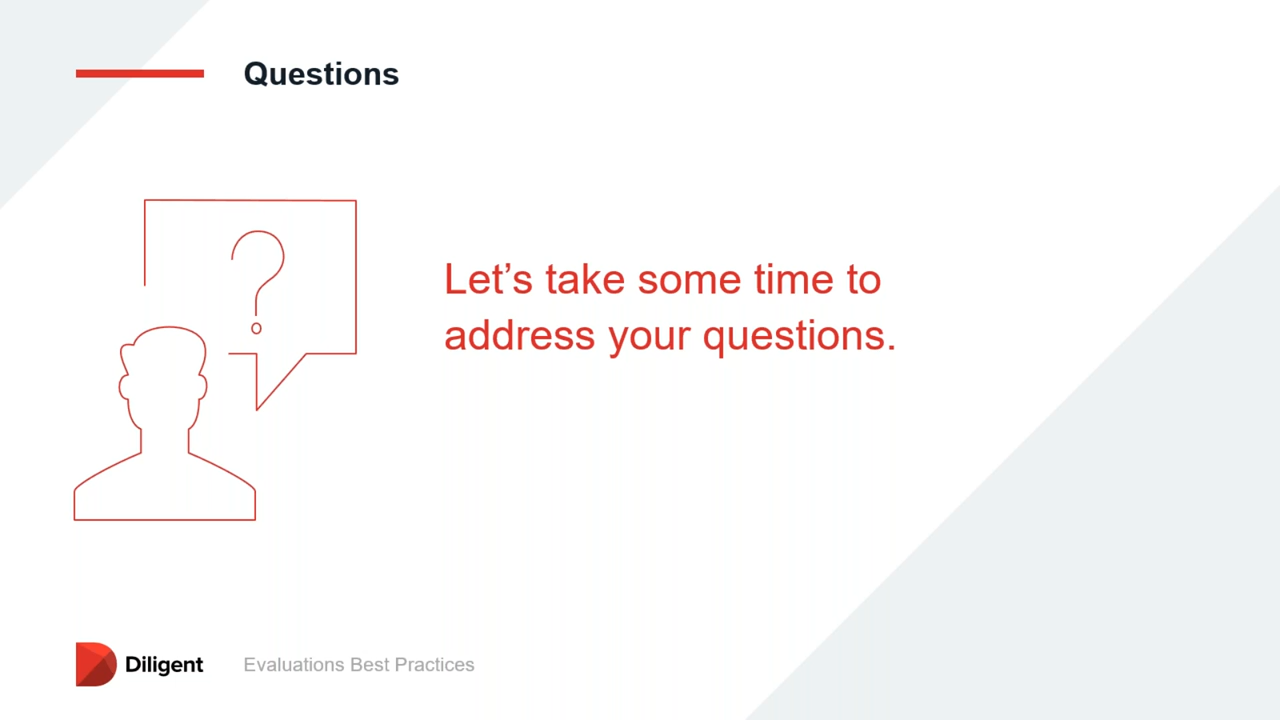 Questions
?
Let’s take some time to
address your questions.
Diligent
Evaluations Best Practices